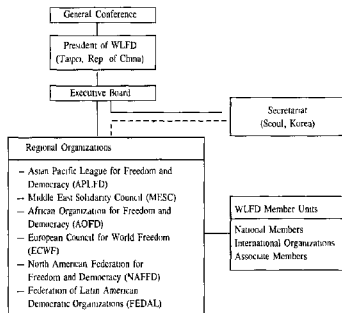 General Conference
President of WLFD
(Taipei, Rep. of China)
Executive Board
Secretariat
(Seoul, Korea)
Regional Organizations
– Asian Pacific League for Freedom and
Democracy (APLFD)
– Middle East Solidarity Council (MESC)
– African Organization for Freedom and
Democracy (AOFD)
– European Council for World Freedom
(ECWF)
– North American Federation for
Freedom and Democracy (NAFFD)
– Federation of Latin American
Democratic Organizations (FEDAL)
WLFD Member Units
National Members
International Organizations
Associate Members